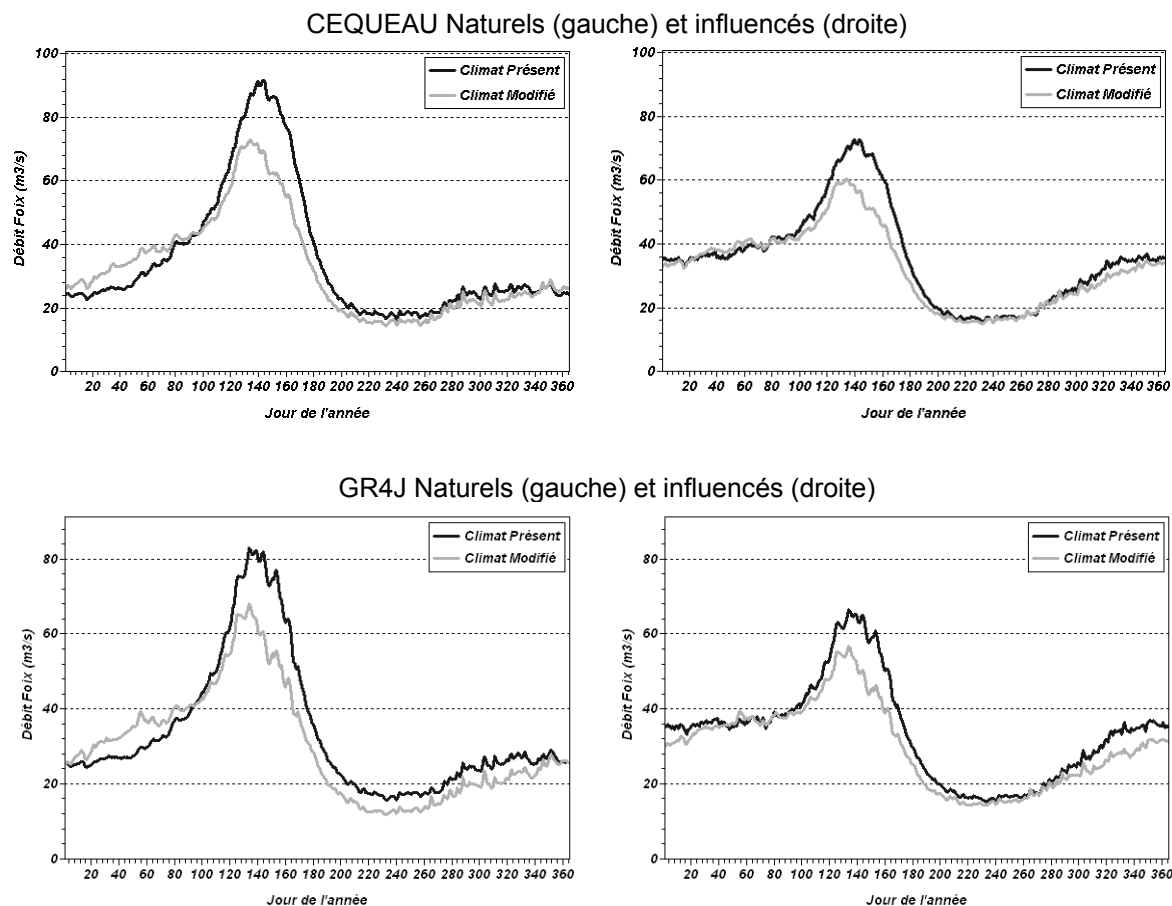 CEQUEAU Naturels (gauche) et influencés (droite)
100
80
60
40
20
0
Débit Foix (m3/s)
Climat Présent
Climat Modifié
20 40 60 80 100 120 140 160 180 200 220 240 260 280 300 320 340 360
Jour de l'année
100
80
60
40
20
0
Débit Foix (m3/s)
Climat Présent
Climat Modifié
20 40 60 80 100 120 140 160 180 200 220 240 260 280 300 320 340 360
Jour de l'année
GR4J Naturels (gauche) et influencés (droite)
80
60
40
20
0
Débit Foix (m3/s)
Climat Présent
Climat Modifié
20 40 60 80 100 120 140 160 180 200 220 240 260 280 300 320 340 360
Jour de l'année
80
60
40
20
0
Débit Foix (m3/s)
Climat Présent
Climat Modifié
20 40 60 80 100 120 140 160 180 200 220 240 260 280 300 320 340 360
Jour de l'année